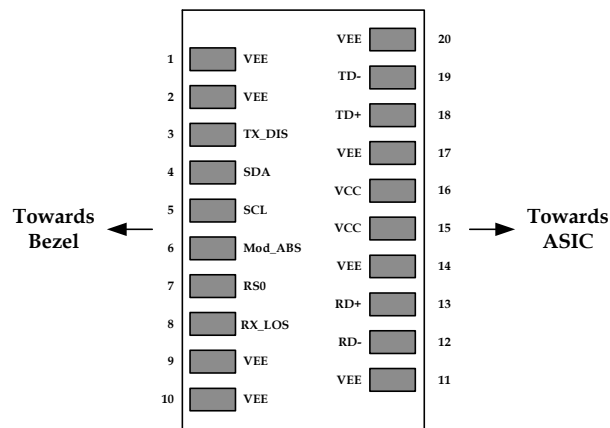 VEE 20
1 VEE
TD- 19
2 VEE
TD+ 18
3 TX_DIS
VEE 17
4 SDA
VCC 16
5 SCL
VCC 15
Towards
Bezel
Towards
ASIC
6 Mod_ABS
VEE 14
7 RS0
RD+ 13
8 RX_LOS
RD- 12
9 VEE
VEE 11
10 VEE